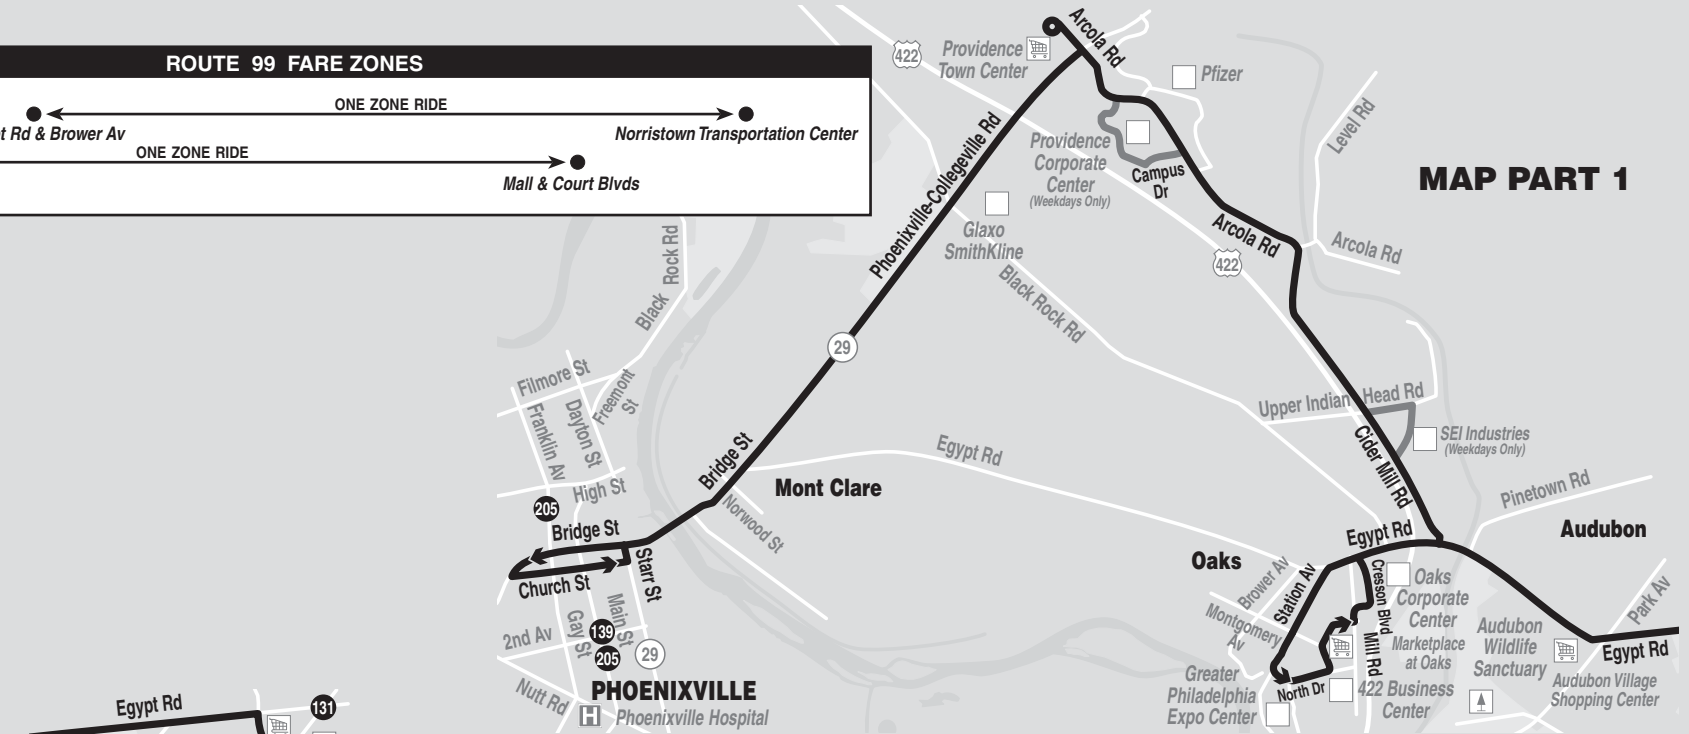 ROUTE 99 FARE ZONES
ONE ZONE RIDE
t Rd & Brower Av
Norristown Transportation Center
ONE ZONE RIDE
Mall & Court Blvds
MAP PART 1
422
Providence
Town Center
Arcola Rd
Pfizer
Level Rd
Providence
Corporate
Center
(Weekdays Only)
Campus
Dr
Phoenixville-Collegeville Rd
Glaxo
SmithKline
Arcola Rd
Arcola Rd
422
Black Rock Rd
Black Rock Rd
29
Filmore St
Freemont
St
Franklin Av
Dayton St
High St
Upper Indian Head Rd
SEI Industries
(Weekdays Only)
Cider Mill Rd
Bridge St
Egypt Rd
Mont Clare
Norwood St
Pinetown Rd
205
Bridge St
Church St
Starr St
Egypt Rd
Audubon
Oaks
Brower Av
Station Av
Cresson Blvd
Oaks
Corporate
Center
Park Av
Montgomery
Av
Main St
Gay St
2nd Av
139
205
29
Mill Rd
Marketplace
at Oaks
Audubon
Wildlife
Sanctuary
Egypt Rd
Audubon Village
Shopping Center
Greater
Philadelphia
Expo Center
North Dr
422 Business
Center
Nutt Rd
PHOENIXVILLE
H
Phoenixville Hospital
Egypt Rd
131